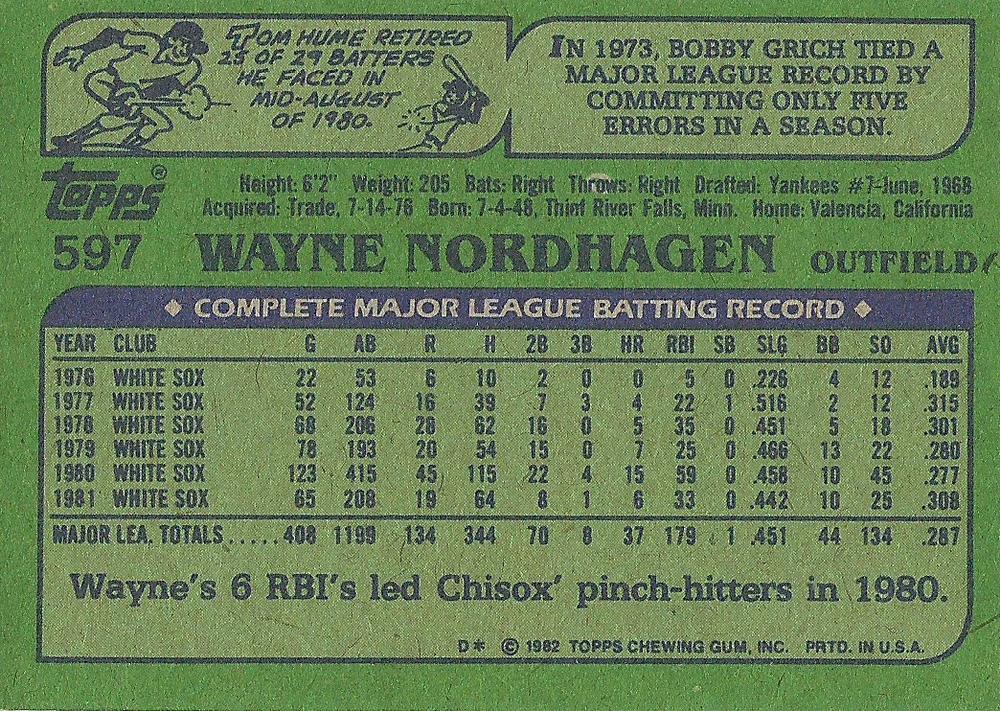 TOM HUME RETIRED
25 OF 29 BATTERS
HE FACED IN
MID-AUGUST
OF 1980.
IN 1973, BOBBY GRICH TIED A
MAJOR LEAGUE RECORD BY
COMMITTING ONLY FIVE
ERRORS IN A SEASON.
Topps®
Height: 6'2" Weight: 205 Bats: Right Throws: Right Drafted: Yankees #7-June, 1968
Acquired: Trade, 7-14-76 Born: 7-4-48, Thief River Falls, Minn. Home: Valencia, California
597 WAYNE NORDHAGEN OUTFIELD
◆ COMPLETE MAJOR LEAGUE BATTING RECORD ◆
YEAR CLUB G AB R H 2B 3B HR RBI SB SLG BB SO AVG
1976 WHITE SOX 22 53 6 10 2 0 0 5 0 .226 4 12 .189
1977 WHITE SOX 52 124 16 39 7 3 4 22 1 .516 2 12 .315
1978 WHITE SOX 68 206 28 62 16 0 5 35 0 .451 5 18 .301
1979 WHITE SOX 78 193 20 54 15 0 7 25 0 .466 13 22 .280
1980 WHITE SOX 123 415 45 115 22 4 15 59 0 .458 10 45 .277
1981 WHITE SOX 65 208 19 64 8 1 6 33 0 .442 10 25 .308
MAJOR LEA. TOTALS..... 408 1199 134 344 70 8 37 179 1 .451 44 134 .287
Wayne's 6 RBI's led Chisox' pinch-hitters in 1980.
D* © 1982 TOPPS CHEWING GUM, INC. PRTD. IN U.S.A.